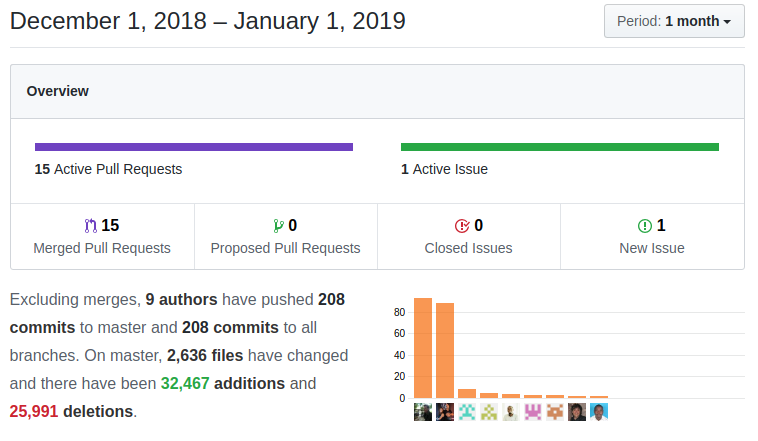 December 1, 2018 – January 1, 2019
Period: 1 month
Overview
15 Active Pull Requests
1 Active Issue
15
Merged Pull Requests
0
Proposed Pull Requests
0
Closed Issues
1
New Issue
Excluding merges, 9 authors have pushed 208
commits to master and 208 commits to all
branches. On master, 2,636 files have changed
and there have been 32,467 additions and
25,991 deletions.
80
60
40
20
0